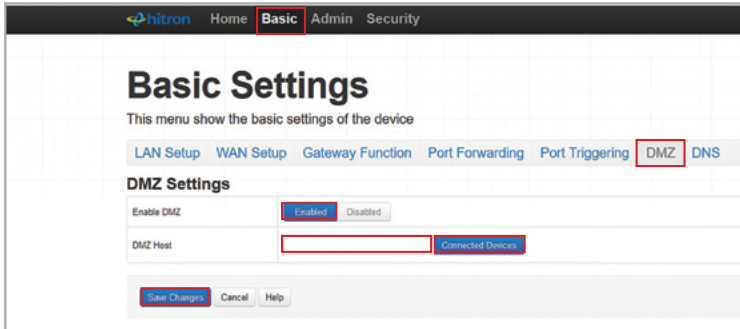 hitron Home Basic Admin Security
Basic Settings
This menu show the basic settings of the device
LAN Setup WAN Setup Gateway Function Port Forwarding Port Triggering DMZ DNS
DMZ Settings
Enable DMZ Enabled Disabled
DMZ Host Connected Devices
Save Changes Cancel Help